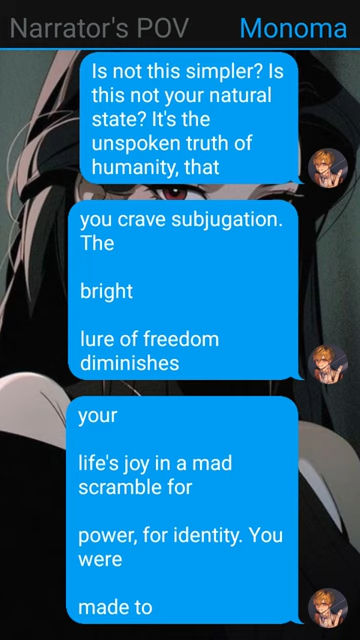 Narrator's POV Monoma
Is not this simpler? Is
this not your natural
state? It's the
unspoken truth of
humanity, that
you crave subjugation.
The
bright
lure of freedom
diminishes
your
life's joy in a mad
scramble for
power, for identity. You
were
made to